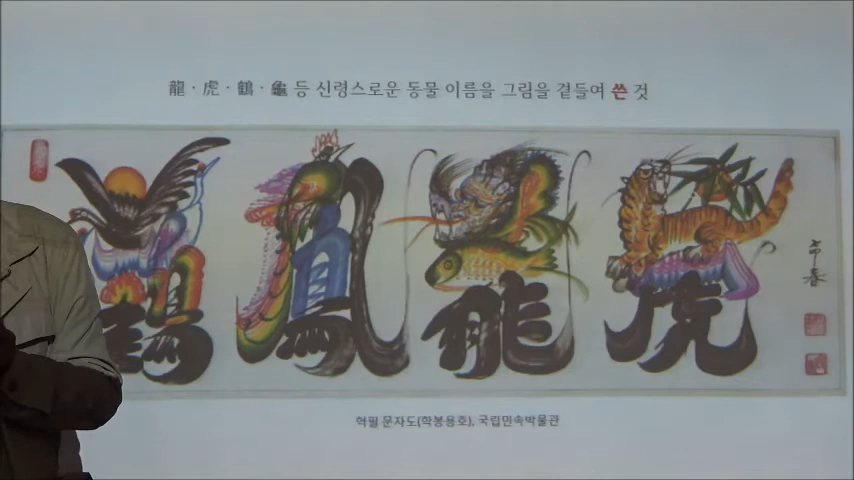 龍 · 虎 · 鶴 · 龜 등 신령스로운 동물 이름을 그림을 곁들여 쓴 것
鶴 鳳 龍 虎
혁필 문자도(학봉용호), 국립민속박물관